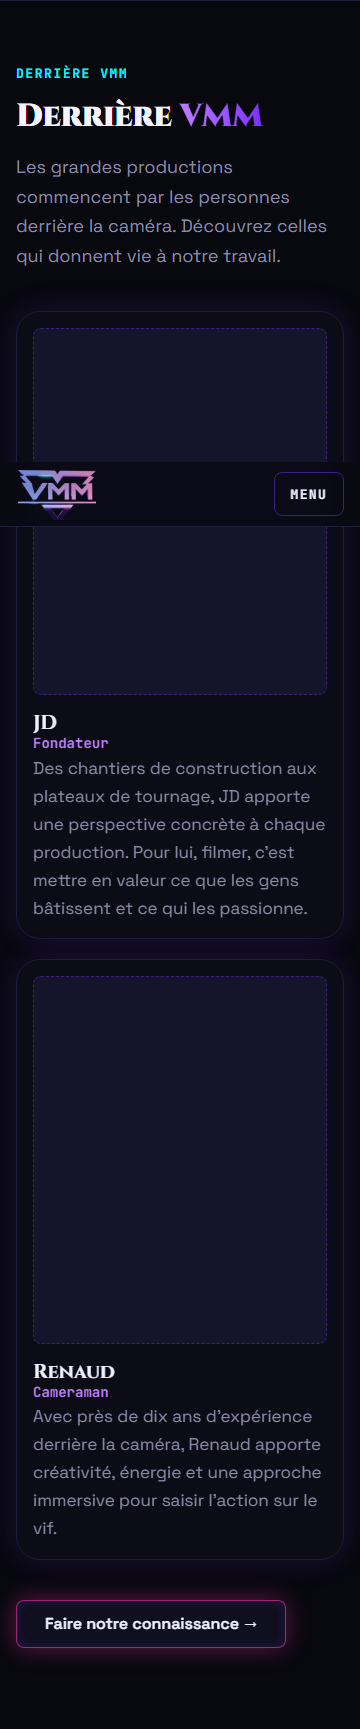 DERRIÈRE VMM
Derrière VMM
Les grandes productions
commencent par les personnes
derrière la caméra. Découvrez celles
qui donnent vie à notre travail.
VMM
MENU
JD
Fondateur
Des chantiers de construction aux
plateaux de tournage, JD apporte
une perspective concrète à chaque
production. Pour lui, filmer, c’est
mettre en valeur ce que les gens
bâtissent et ce qui les passionne.
Renaud
Cameraman
Avec près de dix ans d’expérience
derrière la caméra, Renaud apporte
créativité, énergie et une approche
immersive pour saisir l’action sur le
vif.
Faire notre connaissance →